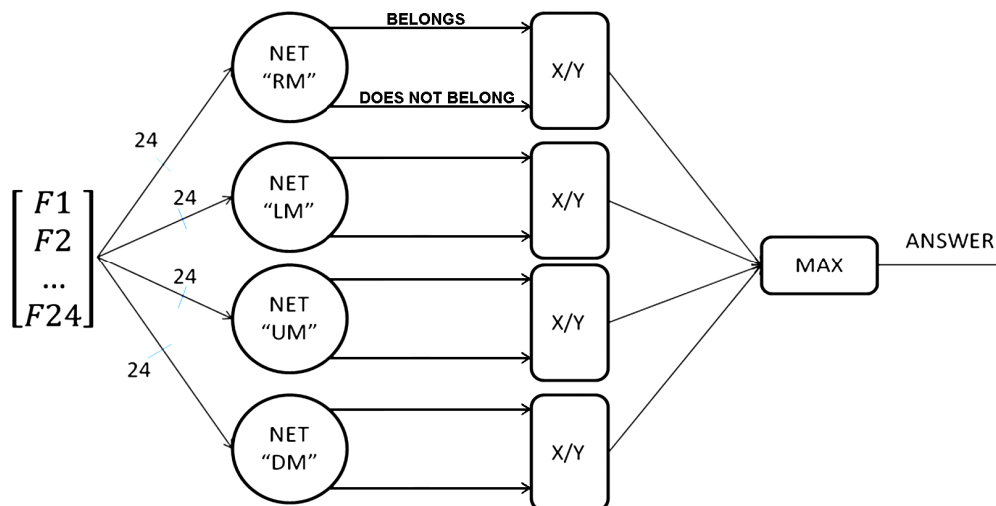 BELONGS
NET
"RM"
X/Y
DOES NOT BELONG
24
NET
"LM"
X/Y
24
F1
F2
...
F24
ANSWER
MAX
24
NET
"UM"
X/Y
24
NET
"DM"
X/Y